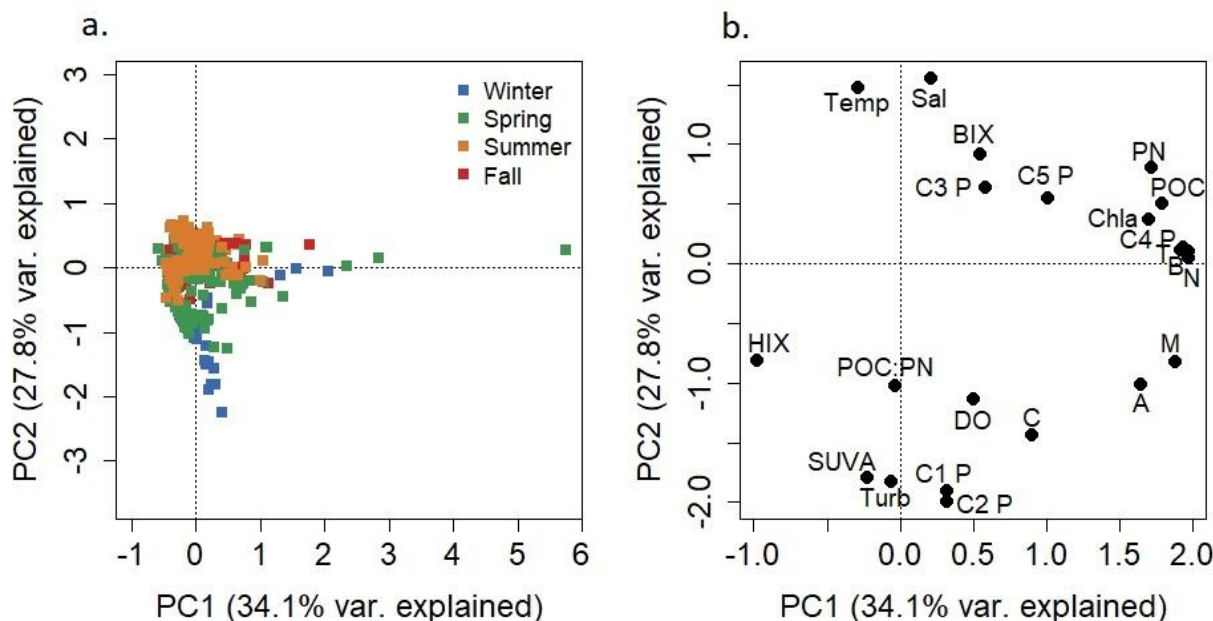 a.
PC2 (27.8% var. explained)
3
2
1
0
-1
-2
-3
Winter
Spring
Summer
Fall
-1 0 1 2 3 4 5 6
PC1 (34.1% var. explained)
b.
PC2 (27.8% var. explained)
1.0
0.0
-1.0
-2.0
Temp
Sal
BIX
PN
C3 P
C5 P
POC
Chla
C4 P
T
B
N
HIX
M
POC:PN
A
DO
C
SUVA
C1 P
Turb
C2 P
-1.0 0.0 0.5 1.0 1.5 2.0
PC1 (34.1% var. explained)